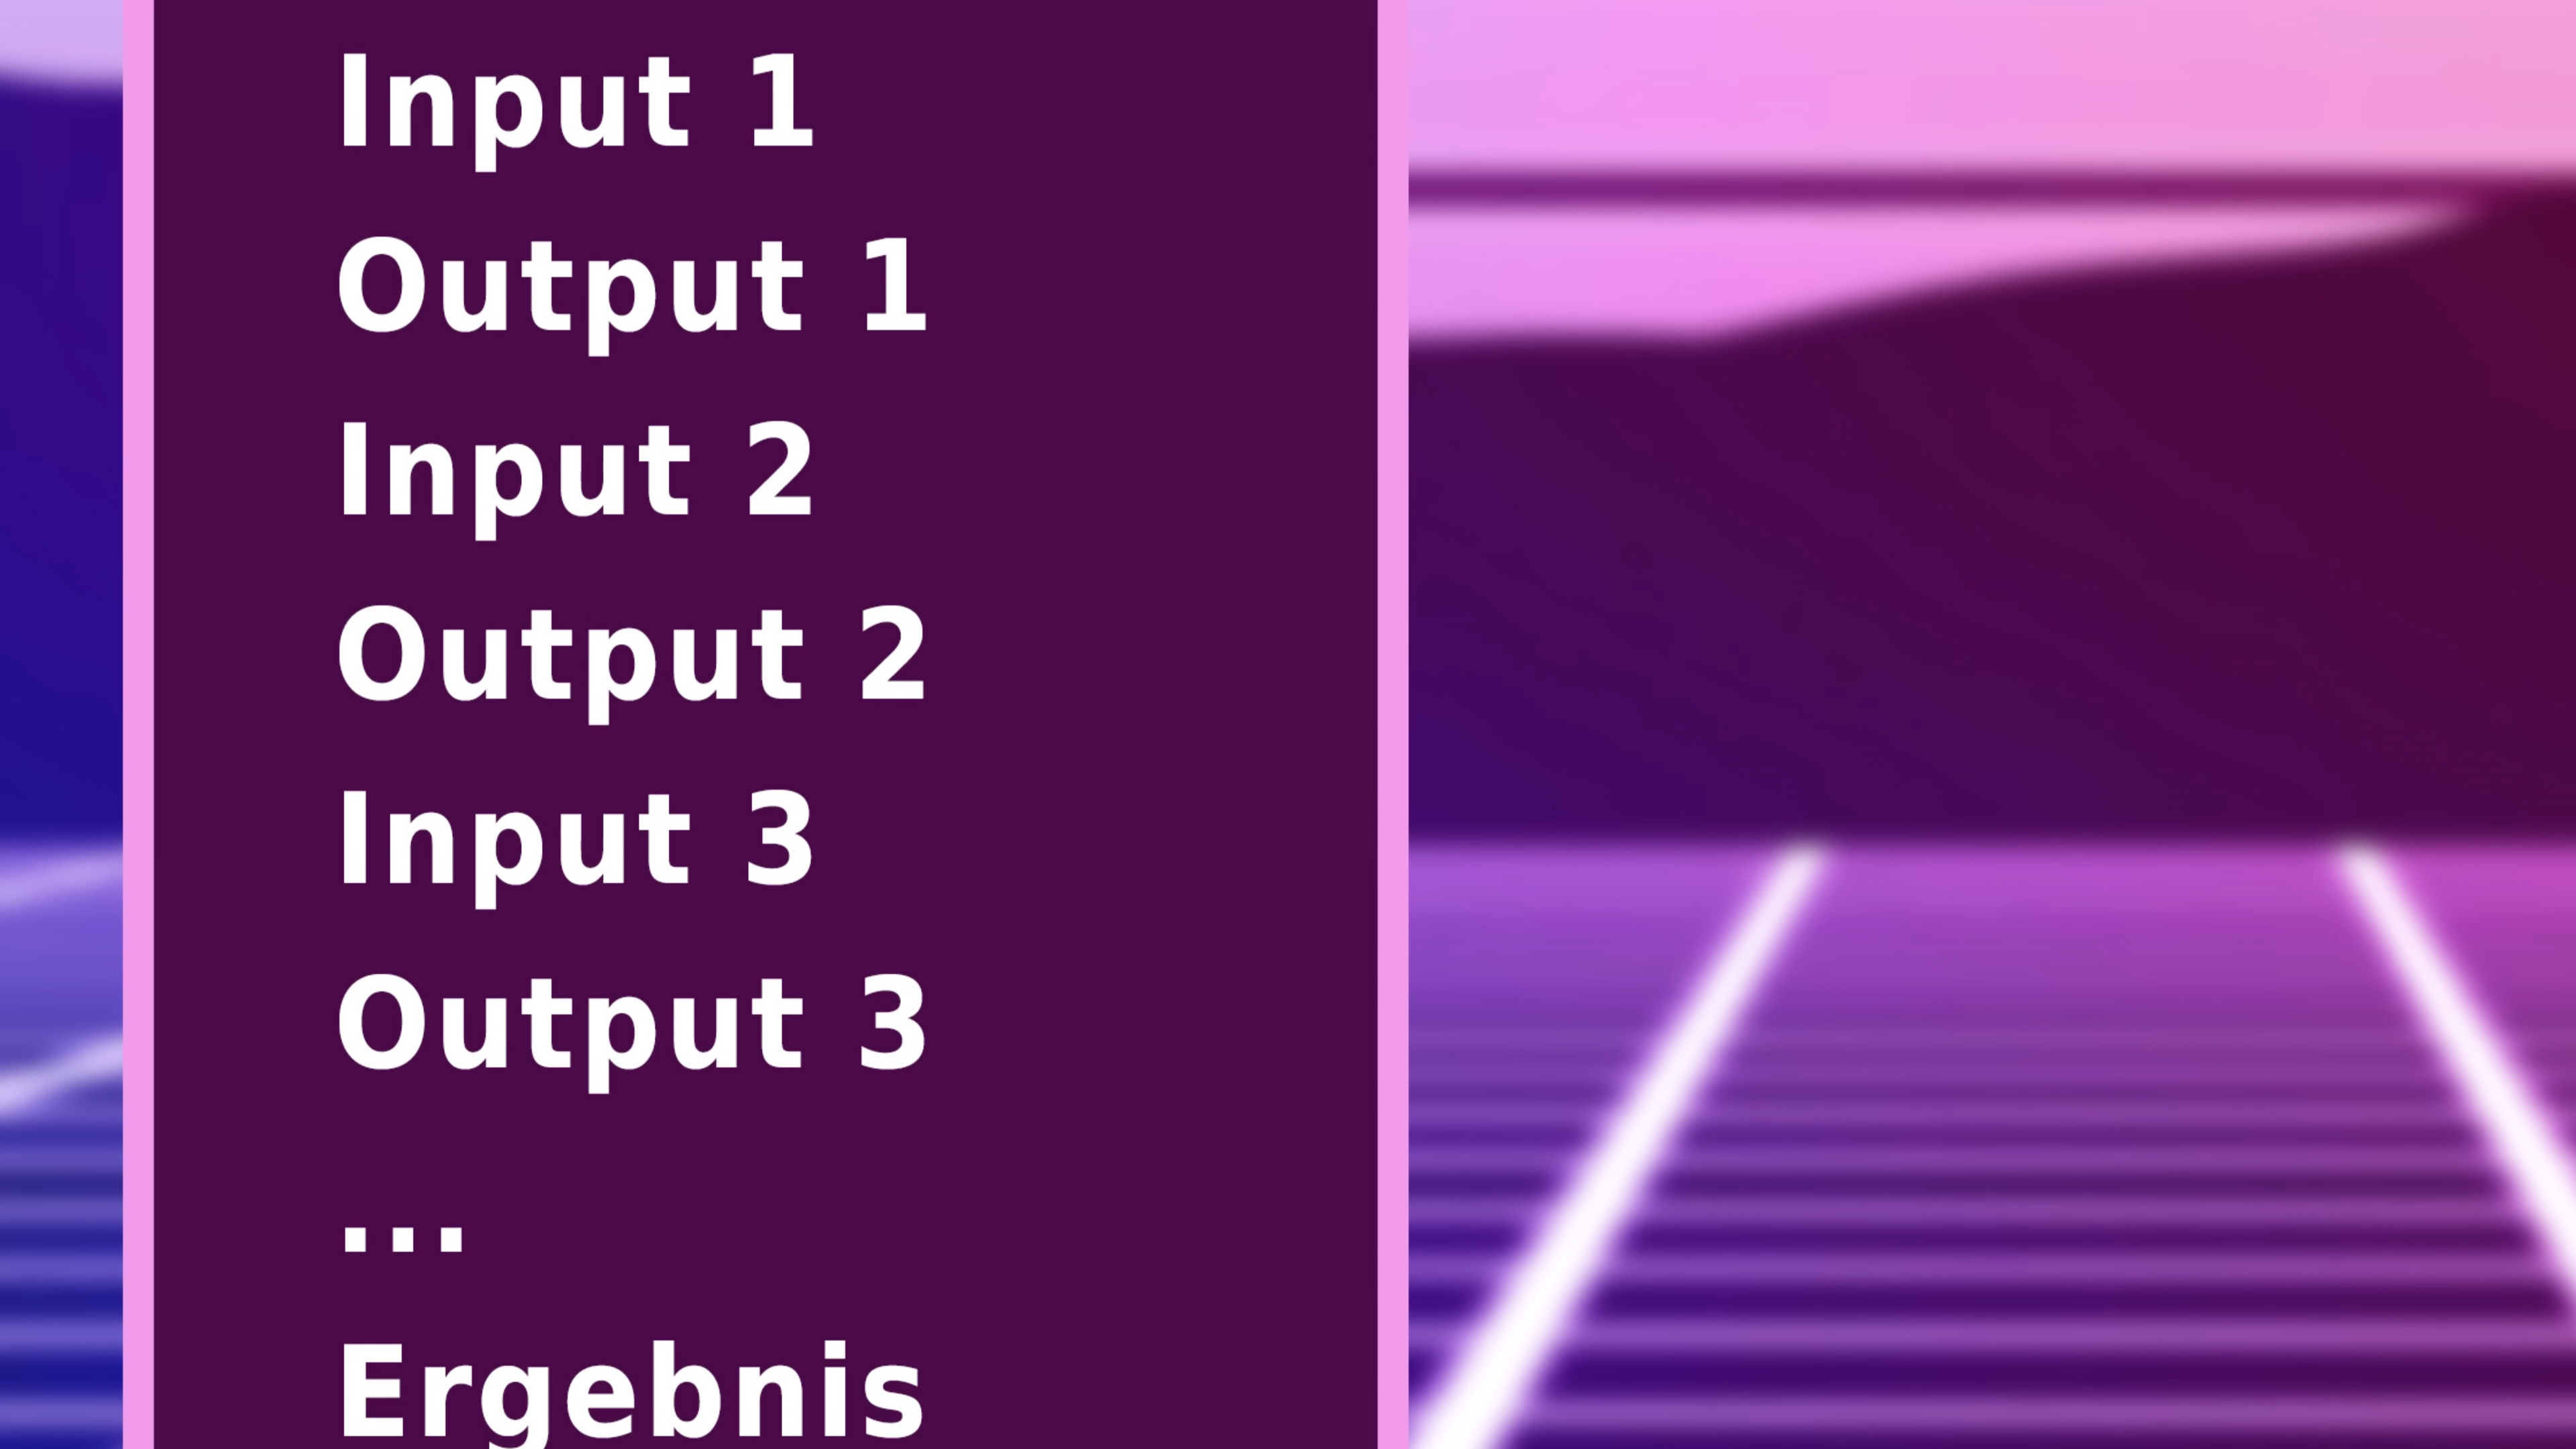 Input 1
Output 1
Input 2
Output 2
Input 3
Output 3
...
Ergebnis